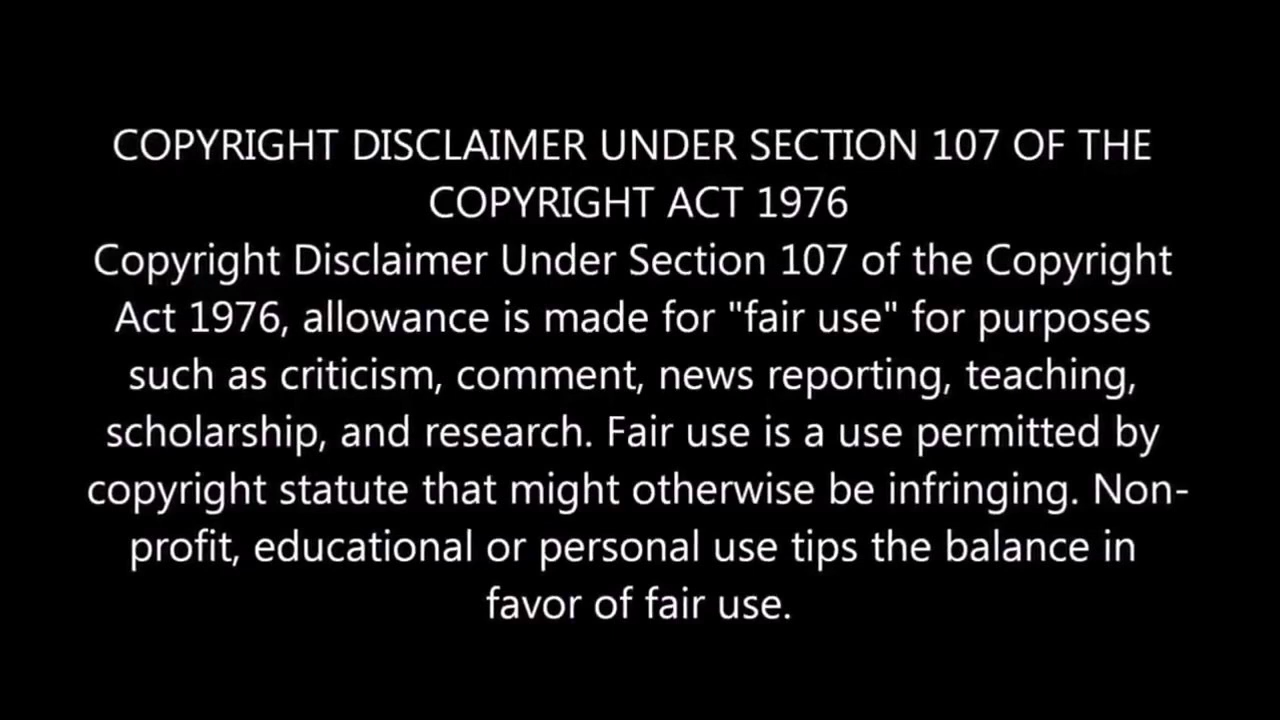 COPYRIGHT DISCLAIMER UNDER SECTION 107 OF THE
COPYRIGHT ACT 1976
Copyright Disclaimer Under Section 107 of the Copyright
Act 1976, allowance is made for "fair use" for purposes
such as criticism, comment, news reporting, teaching,
scholarship, and research. Fair use is a use permitted by
copyright statute that might otherwise be infringing. Non-
profit, educational or personal use tips the balance in
favor of fair use.